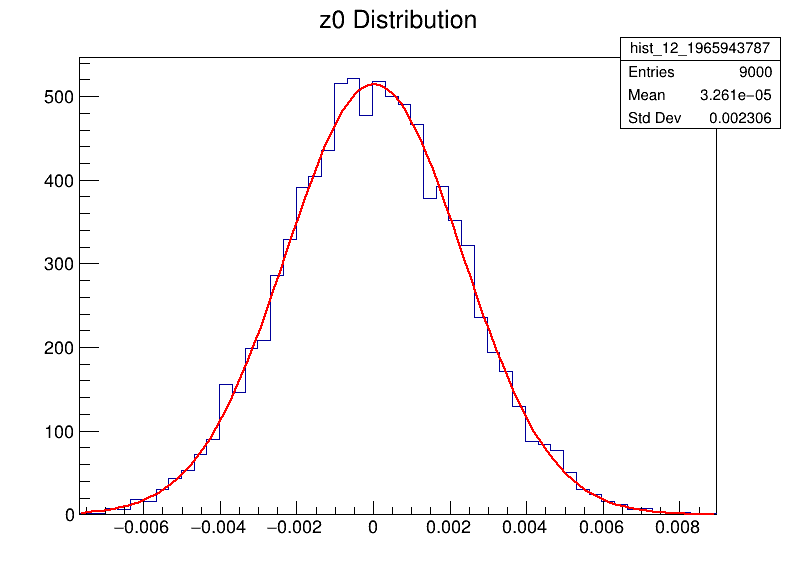 z0 Distribution
hist_12_1965943787
Entries 9000
Mean 3.261e−05
Std Dev 0.002306
500
400
300
200
100
0
−0.006 −0.004 −0.002 0 0.002 0.004 0.006 0.008